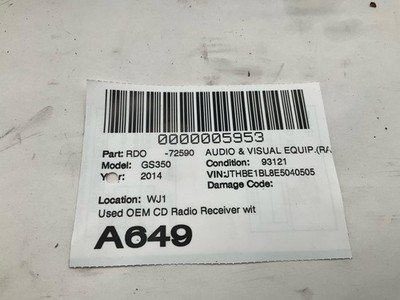 0000005953
Part: RDO -72590 AUDIO & VISUAL EQUIP.(RA
Model: GS350 Condition: 93121
Year: 2014 VIN:JTHBE1BL8E5040505
Damage Code:
Location: WJ1
Used OEM CD Radio Receiver wit
A649